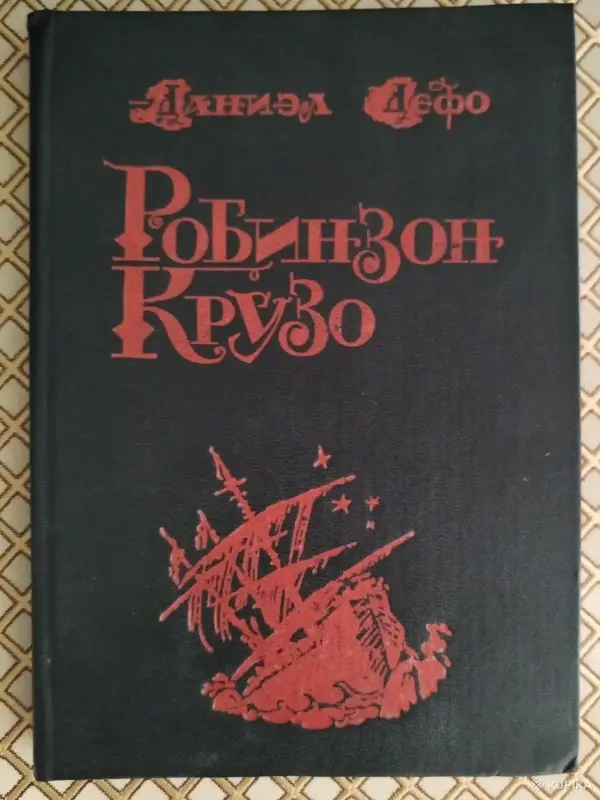 Даниэл Дефо
Робинзон
Крузо